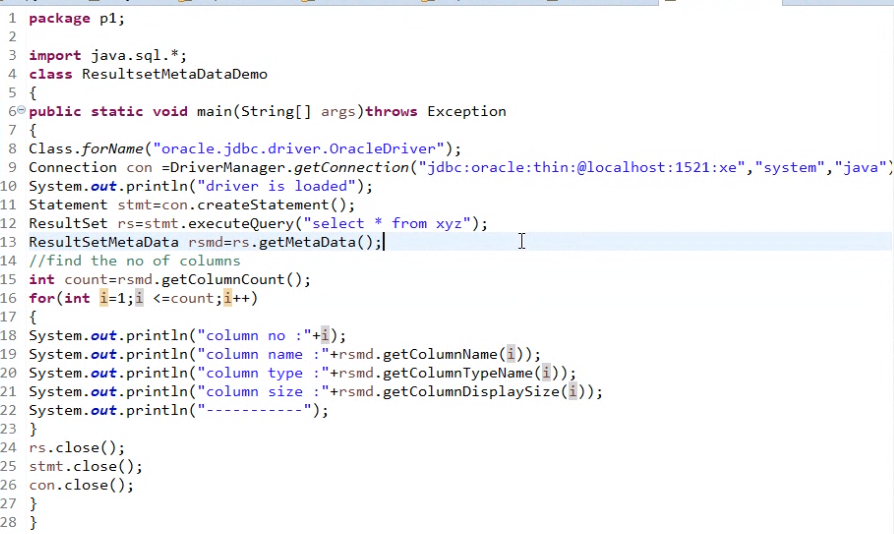 1 package p1;
2
3 import java.sql.*;
4 class ResultsetMetaDataDemo
5 {
6 public static void main(String[] args)throws Exception
7 {
8 Class.forName("oracle.jdbc.driver.OracleDriver");
9 Connection con =DriverManager.getConnection("jdbc:oracle:thin:@localhost:1521:xe","system","java")
10 System.out.println("driver is loaded");
11 Statement stmt=con.createStatement();
12 ResultSet rs=stmt.executeQuery("select * from xyz");
13 ResultSetMetaData rsmd=rs.getMetaData();
14 //find the no of columns
15 int count=rsmd.getColumnCount();
16 for(int i=1;i <=count;i++)
17 {
18 System.out.println("column no :"+i);
19 System.out.println("column name :"+rsmd.getColumnName(i));
20 System.out.println("column type :"+rsmd.getColumnTypeName(i));
21 System.out.println("column size :"+rsmd.getColumnDisplaySize(i));
22 System.out.println("-----------");
23 }
24 rs.close();
25 stmt.close();
26 con.close();
27 }
28 }